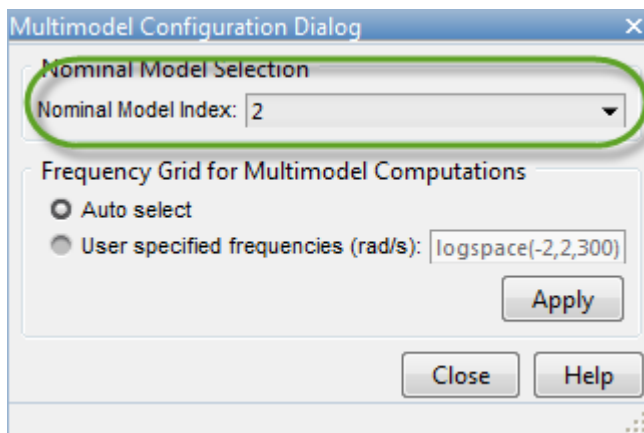 Multimodel Configuration Dialog
Nominal Model Selection
Nominal Model Index: 2
Frequency Grid for Multimodel Computations
Auto select
User specified frequencies (rad/s): logspace(-2,2,300)
Apply
Close Help